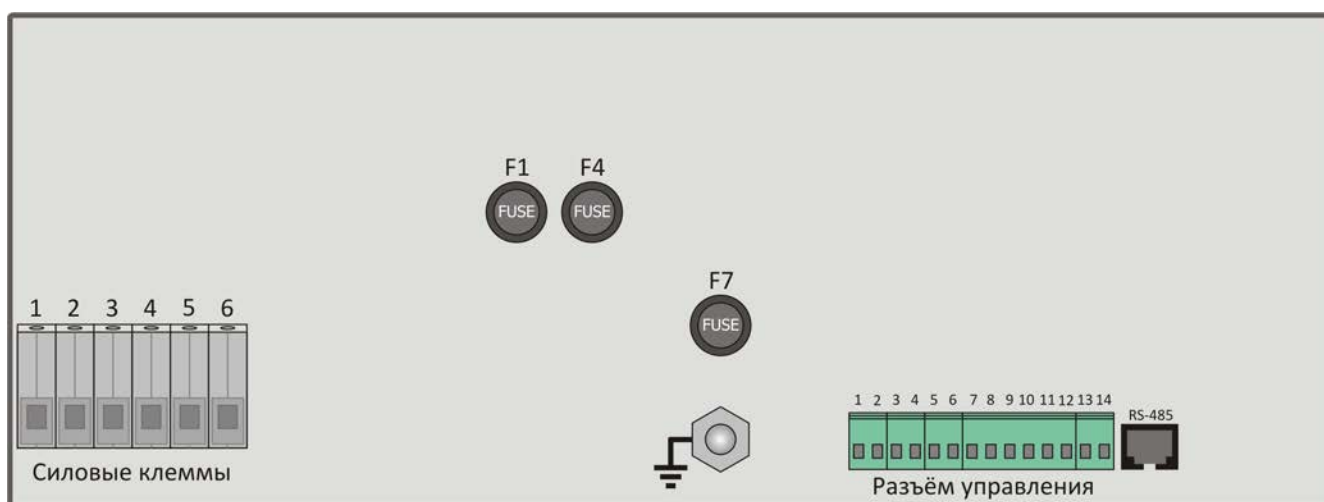 F1 F4
FUSE FUSE
F7
FUSE
1 2 3 4 5 6
1 2 3 4 5 6 7 8 9 10 11 12 13 14
RS-485
Силовые клеммы
Разъём управления